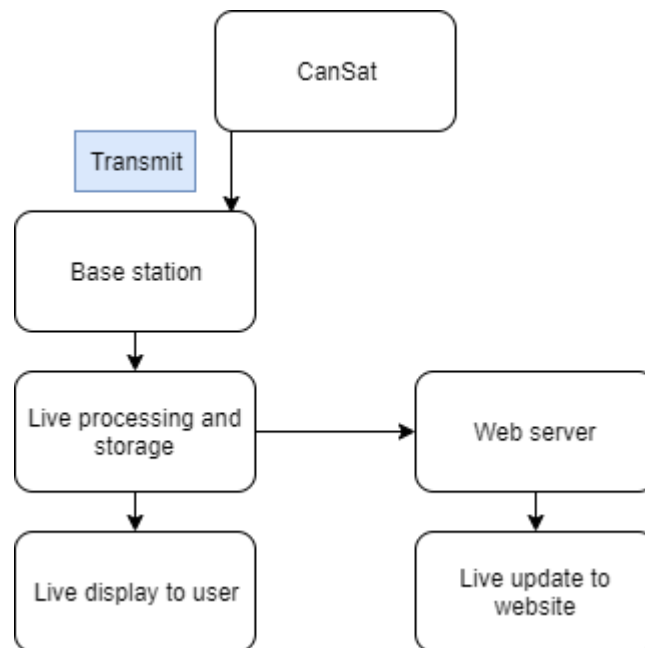 CanSat
Transmit
Base station
Live processing and
storage
Web server
Live display to user
Live update to
website